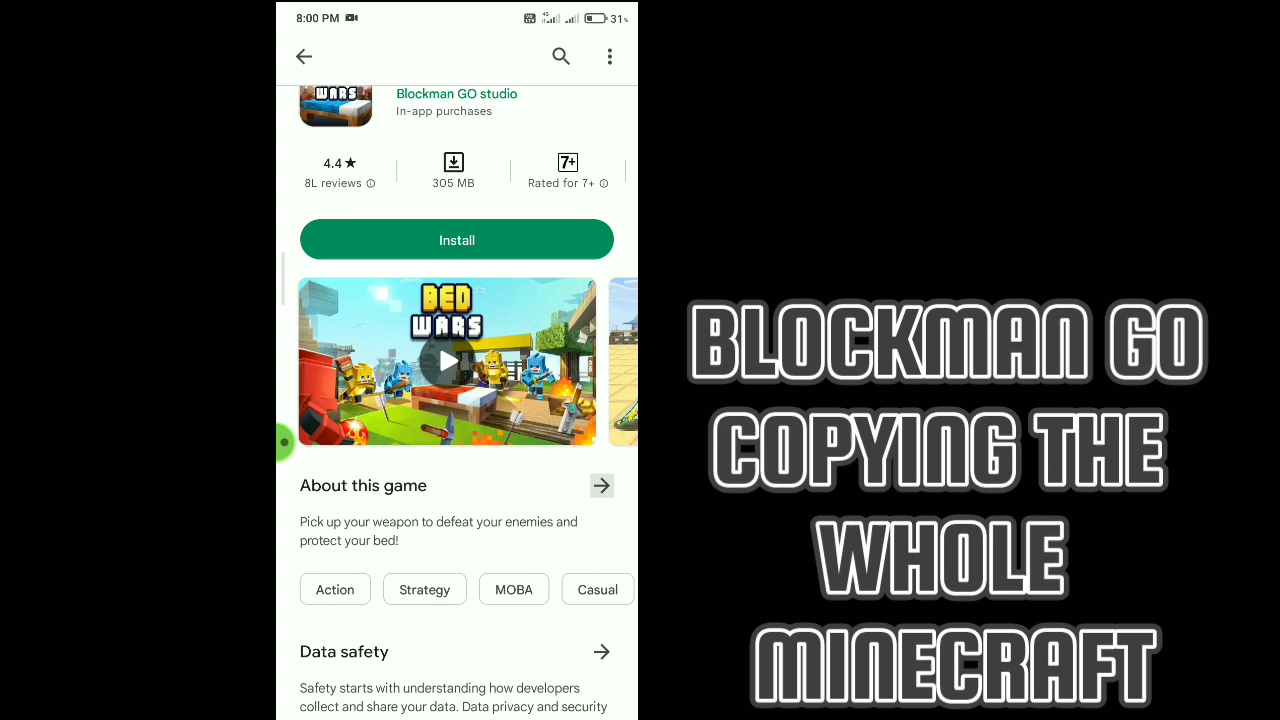 8:00 PM
4G
31%
WARS
Blockman GO studio
In-app purchases
4.4★
8L reviews
305 MB
7+
Rated for 7+
Install
BED
WARS
About this game
Pick up your weapon to defeat your enemies and
protect your bed!
Action
Strategy
MOBA
Casual
Data safety
Safety starts with understanding how developers
collect and share your data. Data privacy and security
BLOCKMAN GO
COPYING THE
WHOLE
MINECRAFT